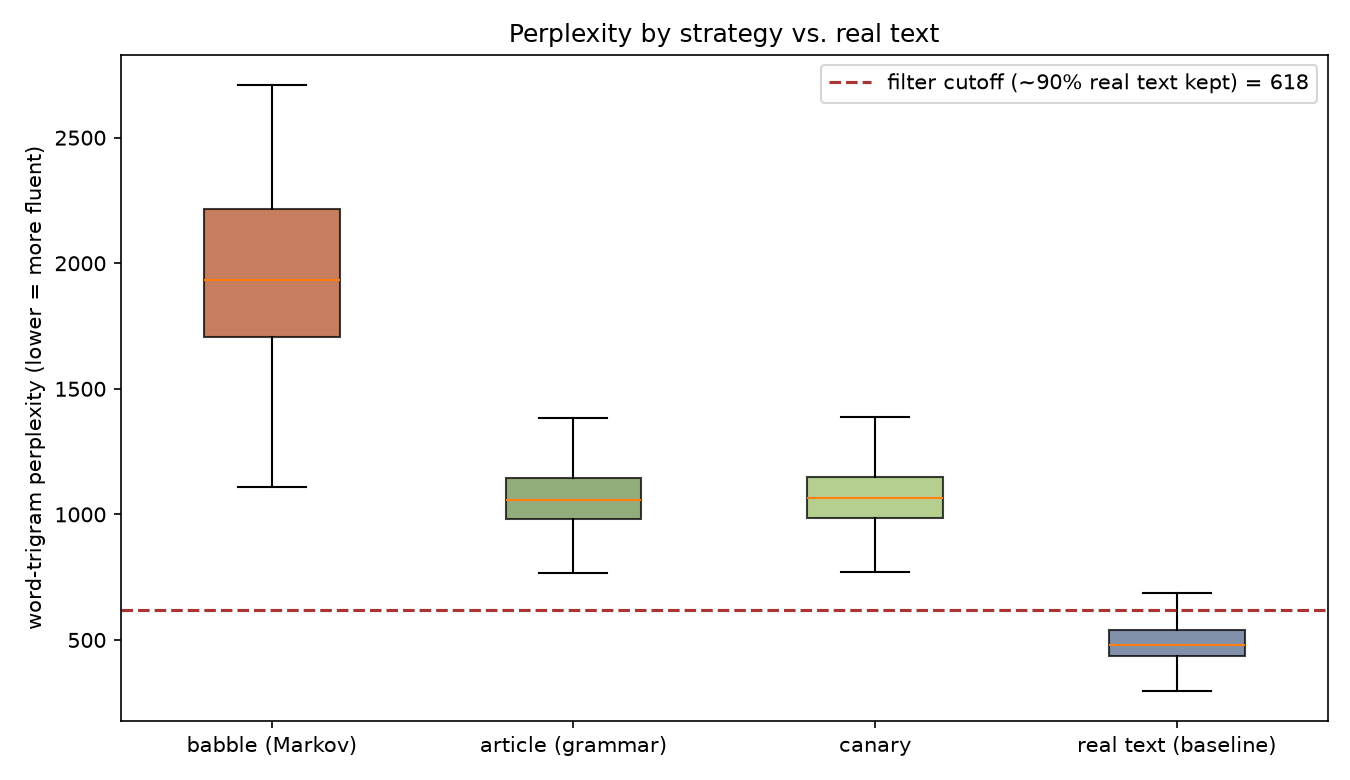 Perplexity by strategy vs. real text
filter cutoff (~90% real text kept) = 618
word-trigram perplexity (lower = more fluent)
2500
2000
1500
1000
500
babble (Markov)
article (grammar)
canary
real text (baseline)